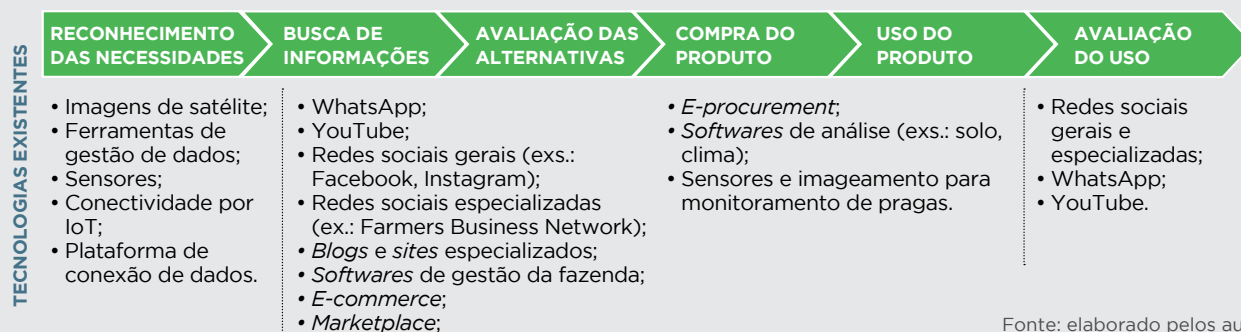 TECNOLOGIAS EXISTENTES
RECONHECIMENTO
DAS NECESSIDADES
BUSCA DE
INFORMAÇÕES
AVALIAÇÃO DAS
ALTERNATIVAS
COMPRA DO
PRODUTO
USO DO
PRODUTO
AVALIAÇÃO
DO USO
• Imagens de satélite;
• Ferramentas de
gestão de dados;
• Sensores;
• Conectividade por
IoT;
• Plataforma de
conexão de dados.
• WhatsApp;
• YouTube;
• Redes sociais gerais (exs.:
Facebook, Instagram);
• Redes sociais especializadas
(ex.: Farmers Business Network);
• Blogs e sites especializados;
• Softwares de gestão da fazenda;
• E-commerce;
• Marketplace;
• E-procurement;
• Softwares de análise (exs.: solo,
clima);
• Sensores e imageamento para
monitoramento de pragas.
• Redes sociais
gerais e
especializadas;
• WhatsApp;
• YouTube.
Fonte: elaborado pelos au